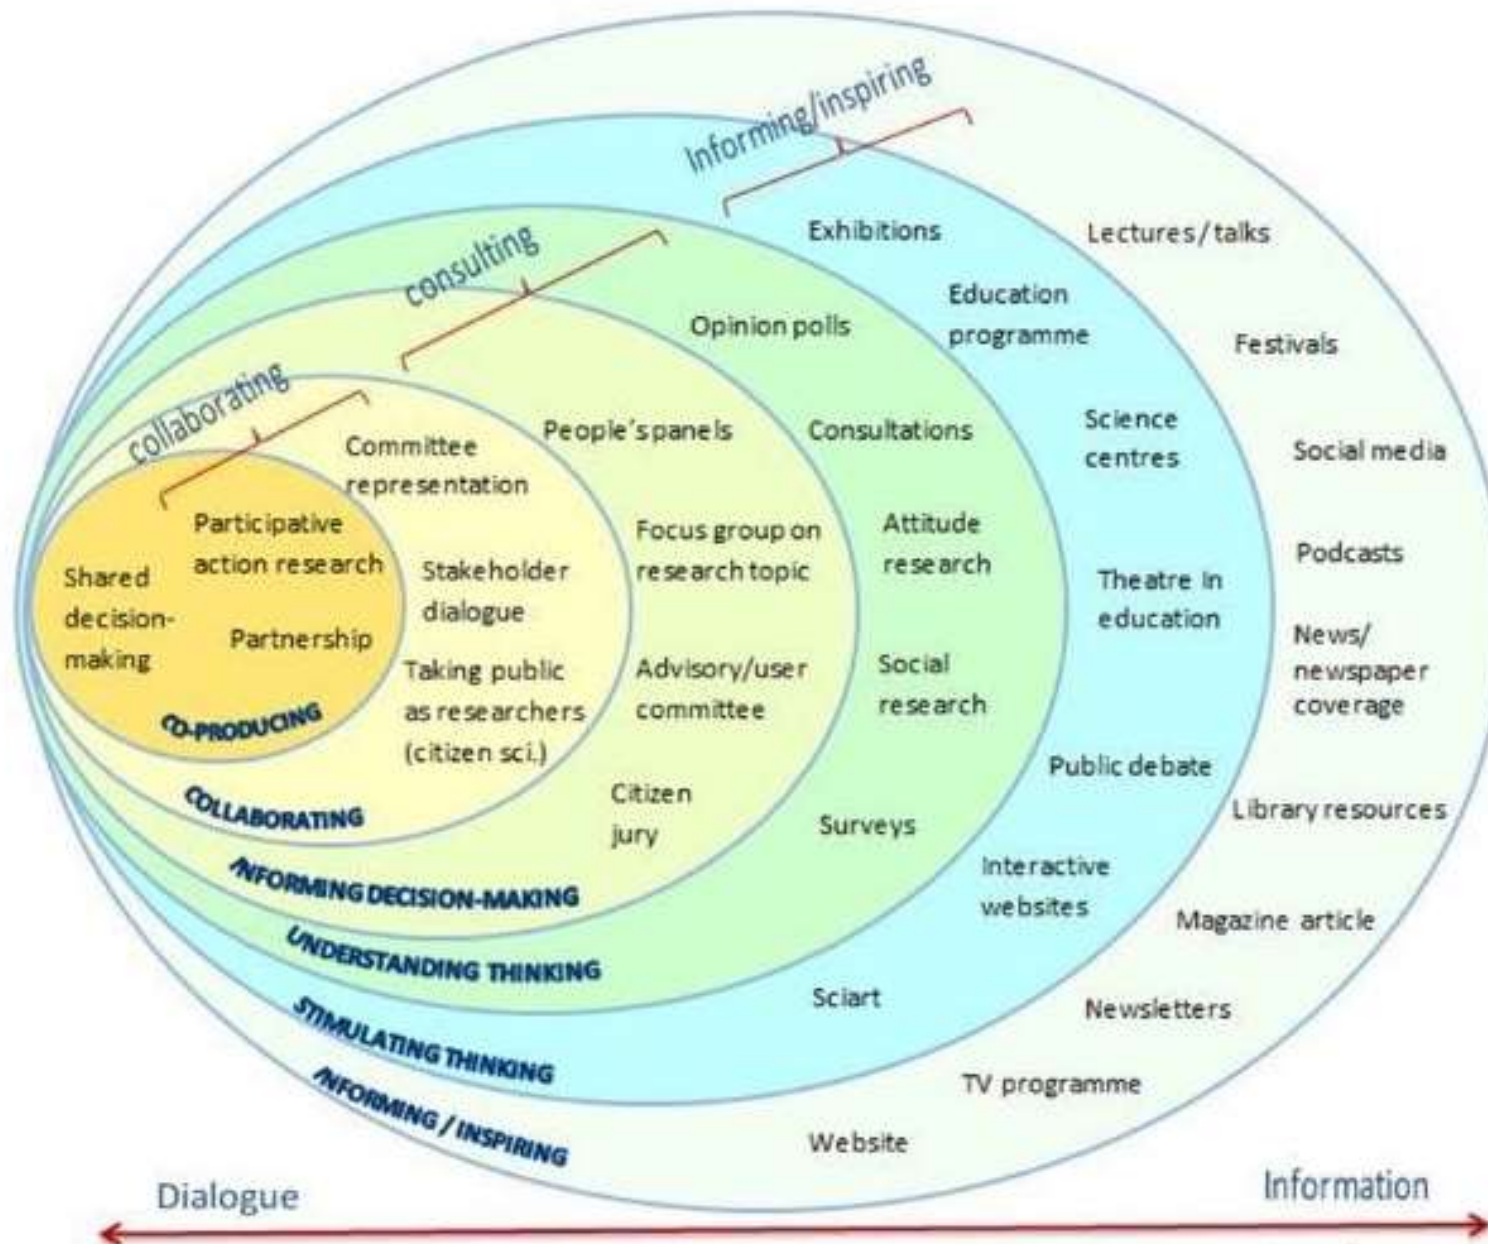 Informing/inspiring
consulting
collaborating
Exhibitions
Lectures / talks
Education
programme
Opinion polls
Festivals
Science
centres
People's panels
Consultations
Social media
Committee
representation
Participative
action research
Focus group on
research topic
Attitude
research
Podcasts
Shared
decision-
making
Stakeholder
dialogue
Theatre In
education
Partnership
News/
newspaper
coverage
Taking public
as researchers
(citizen sci.)
Advisory/user
committee
Social
research
CO-PRODUCING
Public debate
Citizen
jury
Library resources
COLLABORATING
Surveys
Interactive
websites
INFORMING DECISION-MAKING
Magazine article
UNDERSTANDING THINKING
Sciart
Newsletters
STIMULATING THINKING
TV programme
INFORMING / INSPIRING
Website
Dialogue
Information